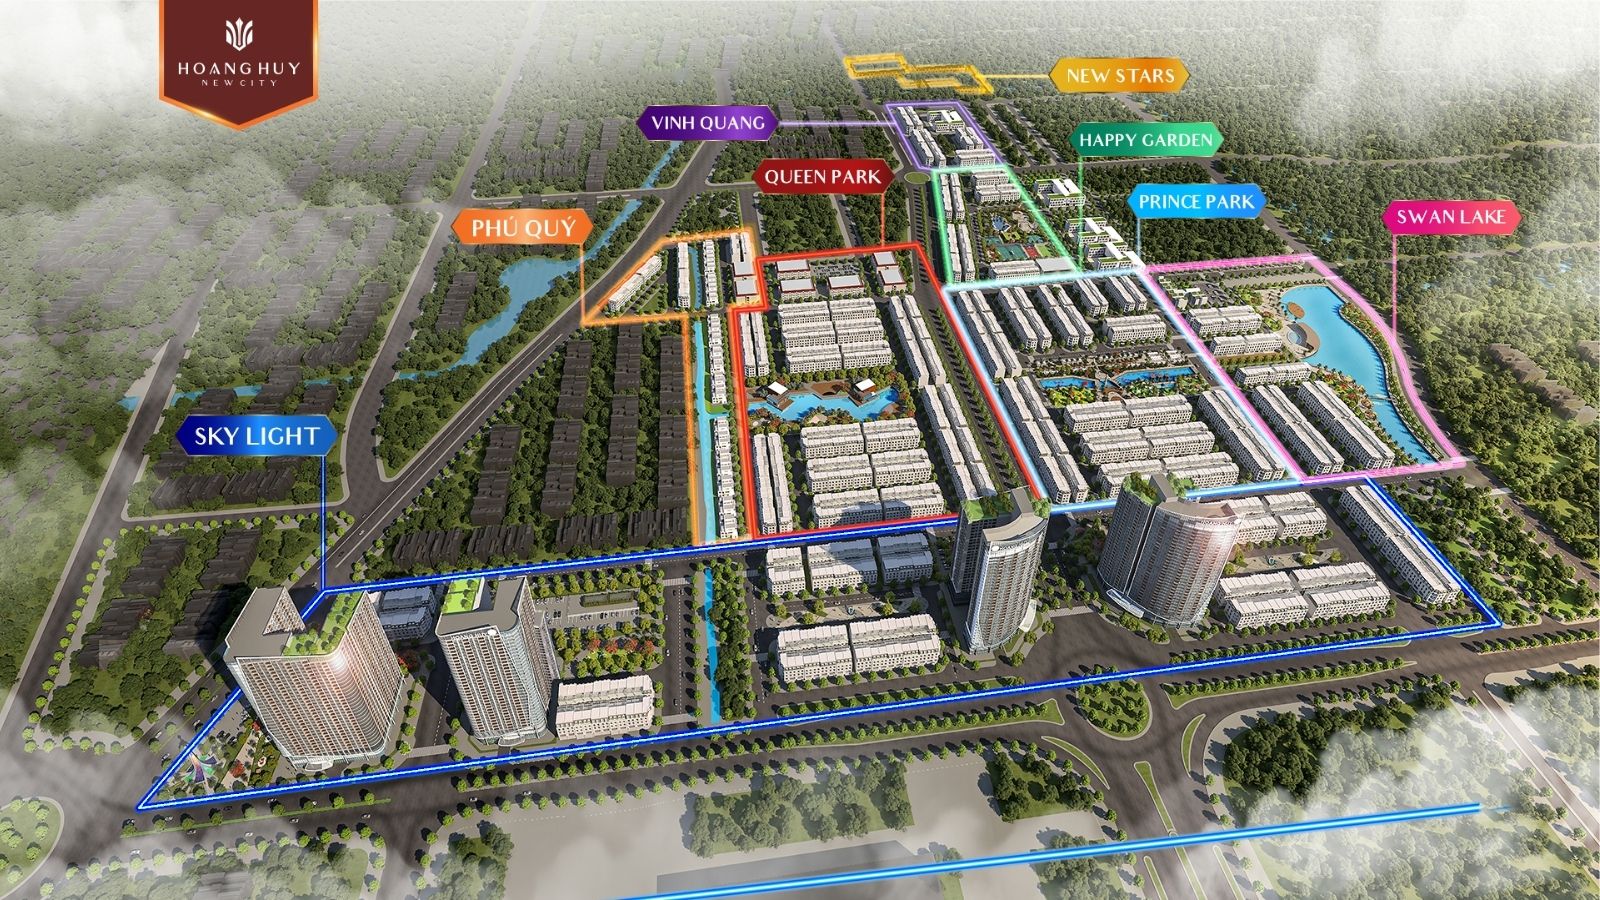 HOANG HUY
NEW CITY
NEW STARS
VINH QUANG
HAPPY GARDEN
QUEEN PARK
PRINCE PARK
SWAN LAKE
PHÚ QUÝ
SKY LIGHT